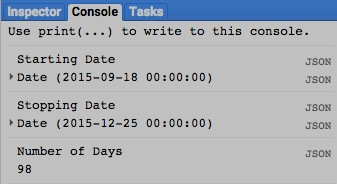 Inspector Console Tasks
Use print(...) to write to this console.
Starting Date JSON
Date (2015-09-18 00:00:00) JSON
Stopping Date JSON
Date (2015-12-25 00:00:00) JSON
Number of Days JSON
98